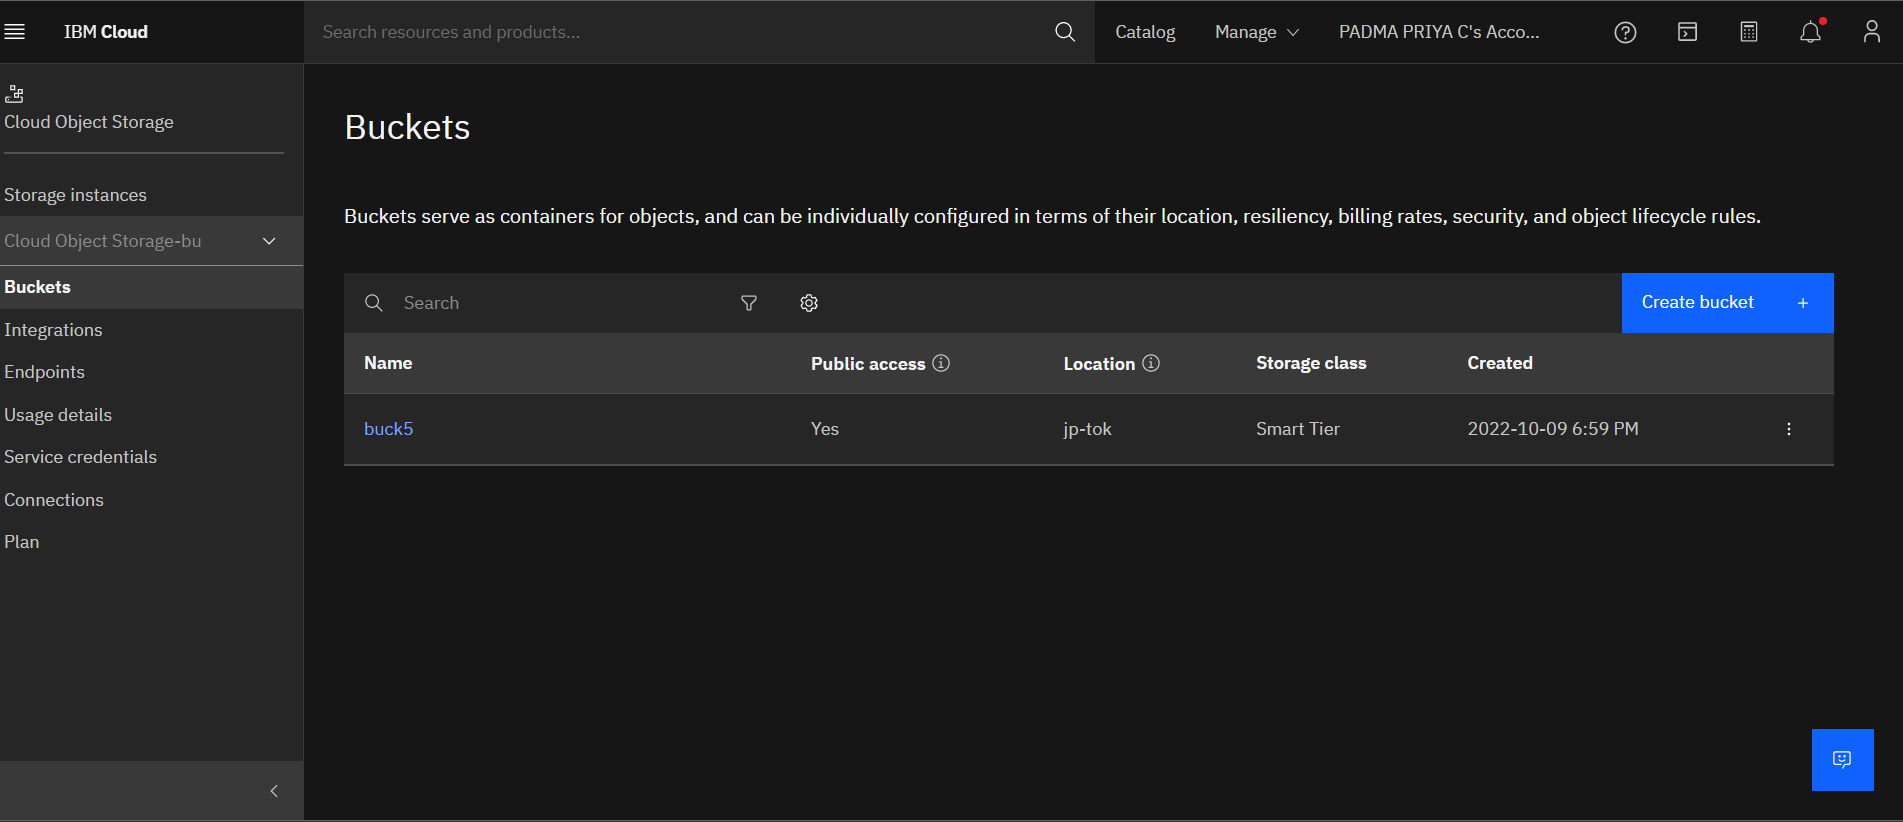 IBM Cloud
Search resources and products...
Catalog
Manage
PADMA PRIYA C's Acco...
Cloud Object Storage
Storage instances
Cloud Object Storage-bu
Buckets
Integrations
Endpoints
Usage details
Service credentials
Connections
Plan
Buckets
Buckets serve as containers for objects, and can be individually configured in terms of their location, resiliency, billing rates, security, and object lifecycle rules.
Search
Create bucket +
Name Public access Location Storage class Created
buck5 Yes jp-tok Smart Tier 2022-10-09 6:59 PM